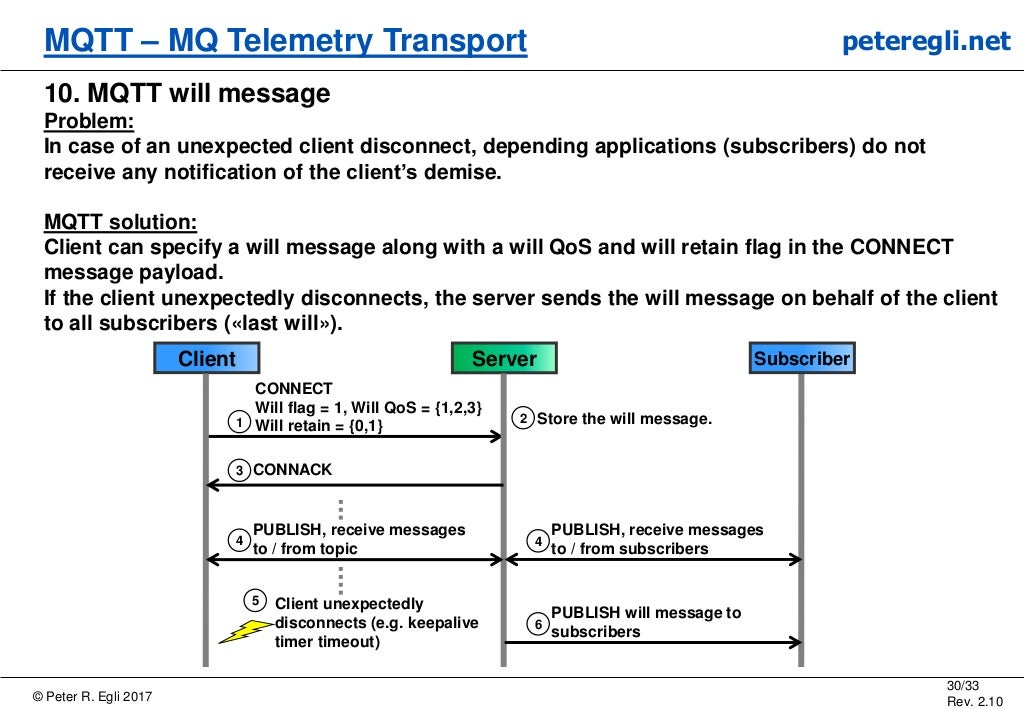 MQTT – MQ Telemetry Transport
peteregli.net
10. MQTT will message
Problem:
In case of an unexpected client disconnect, depending applications (subscribers) do not
receive any notification of the client's demise.
MQTT solution:
Client can specify a will message along with a will QoS and will retain flag in the CONNECT
message payload.
If the client unexpectedly disconnects, the server sends the will message on behalf of the client
to all subscribers («last will»).
Client
Server
Subscriber
CONNECT
Will flag = 1, Will QoS = {1,2,3}
1 Will retain = {0,1}
2 Store the will message.
3 CONNACK
PUBLISH, receive messages
4 to / from topic
PUBLISH, receive messages
4 to / from subscribers
5 Client unexpectedly
disconnects (e.g. keepalive
timer timeout)
PUBLISH will message to
6 subscribers
© Peter R. Egli 2017
30/33
Rev. 2.10